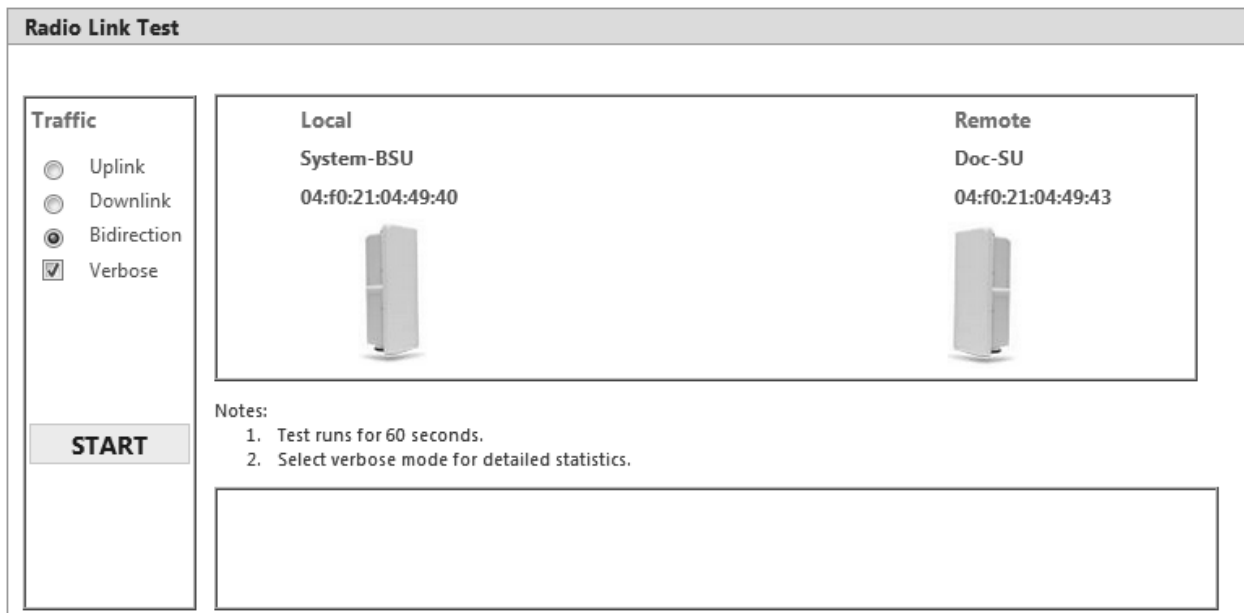 Radio Link Test
Traffic
Uplink
Downlink
Bidirection
Verbose
START
Local
System-BSU
04:f0:21:04:49:40
Remote
Doc-SU
04:f0:21:04:49:43
Notes:
1. Test runs for 60 seconds.
2. Select verbose mode for detailed statistics.